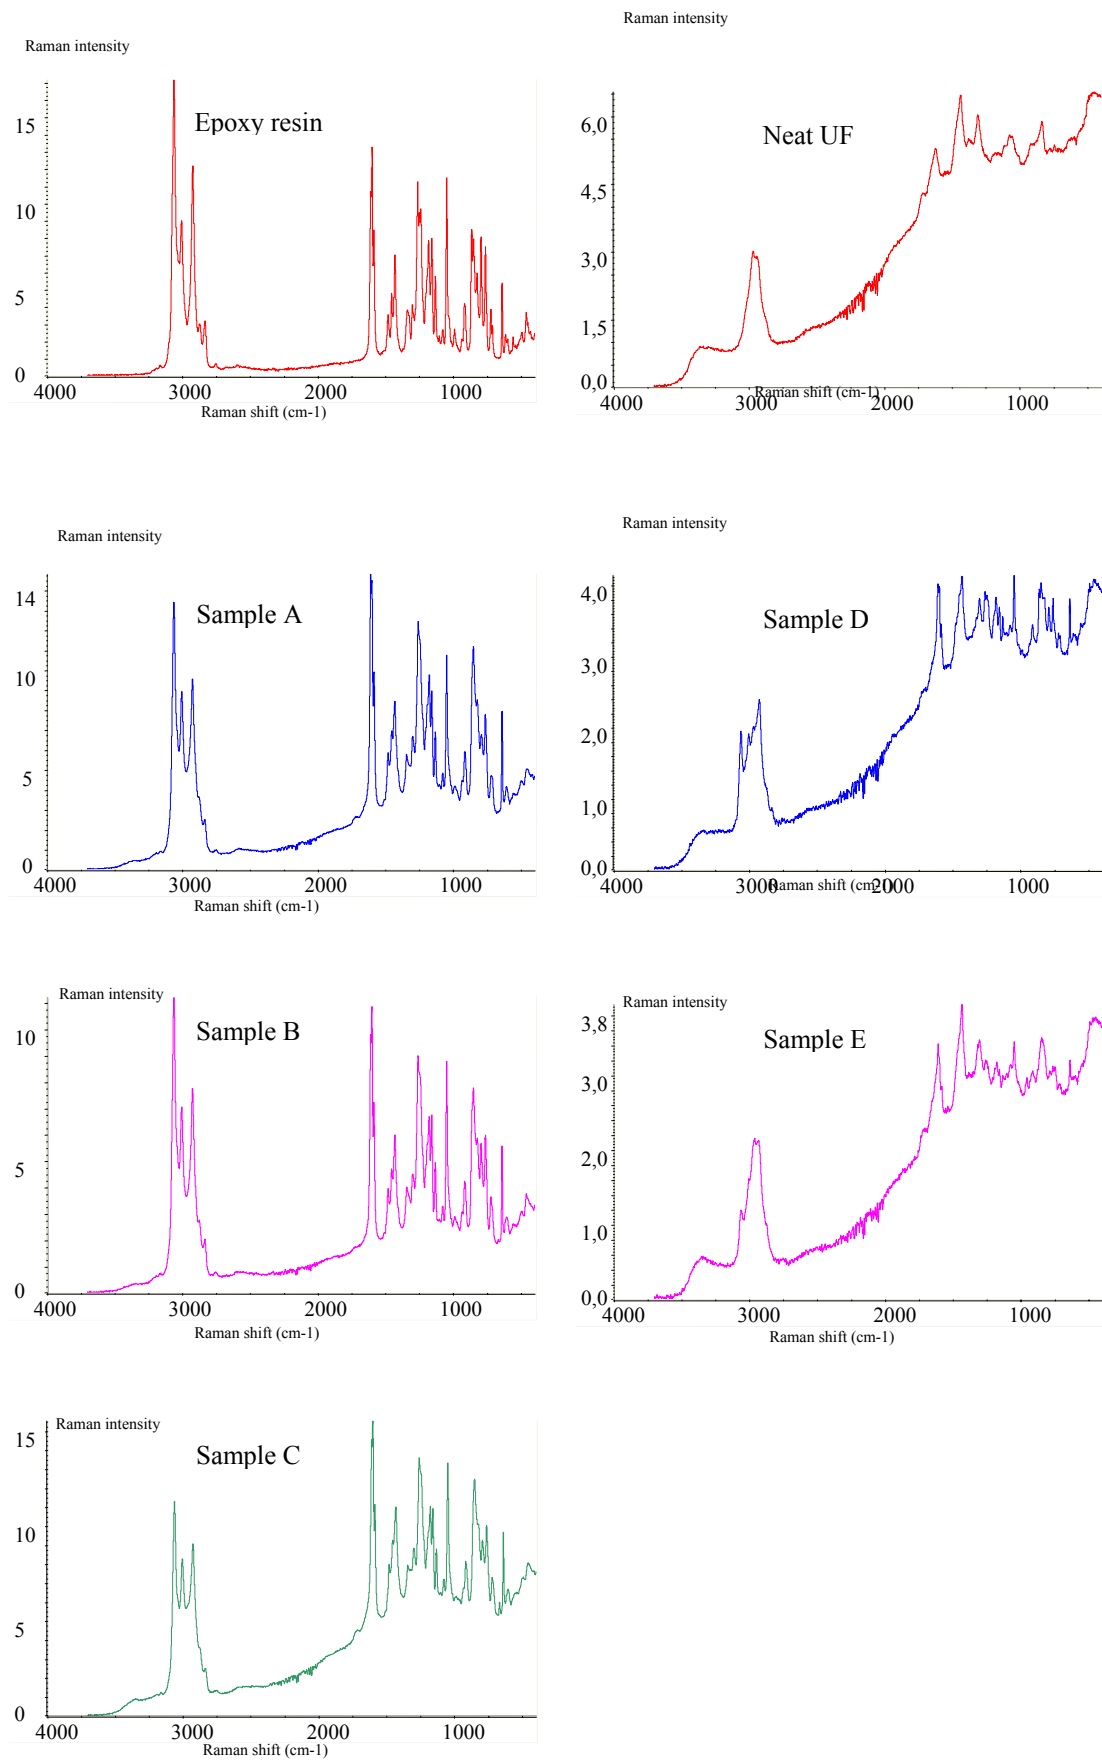 Raman intensity
Epoxy resin
15
10
5
0
4000 3000 2000 1000
Raman shift (cm-1)
Raman intensity
Neat UF
6,0
4,5
3,0
1,5
0,0
4000 3000 2000 1000
Raman shift (cm-1)
Raman intensity
Sample A
14
10
5
0
4000 3000 2000 1000
Raman shift (cm-1)
Raman intensity
Sample D
4,0
3,0
2,0
1,0
0,0
4000 3000 2000 1000
Raman shift (cm-1)
Raman intensity
Sample B
10
5
0
4000 3000 2000 1000
Raman shift (cm-1)
Raman intensity
Sample E
3.8
3,0
2,0
1,0
0,0
4000 3000 2000 1000
Raman shift (cm-1)
Raman intensity
Sample C
15
10
5
0
4000 3000 2000 1000
Raman shift (cm-1)